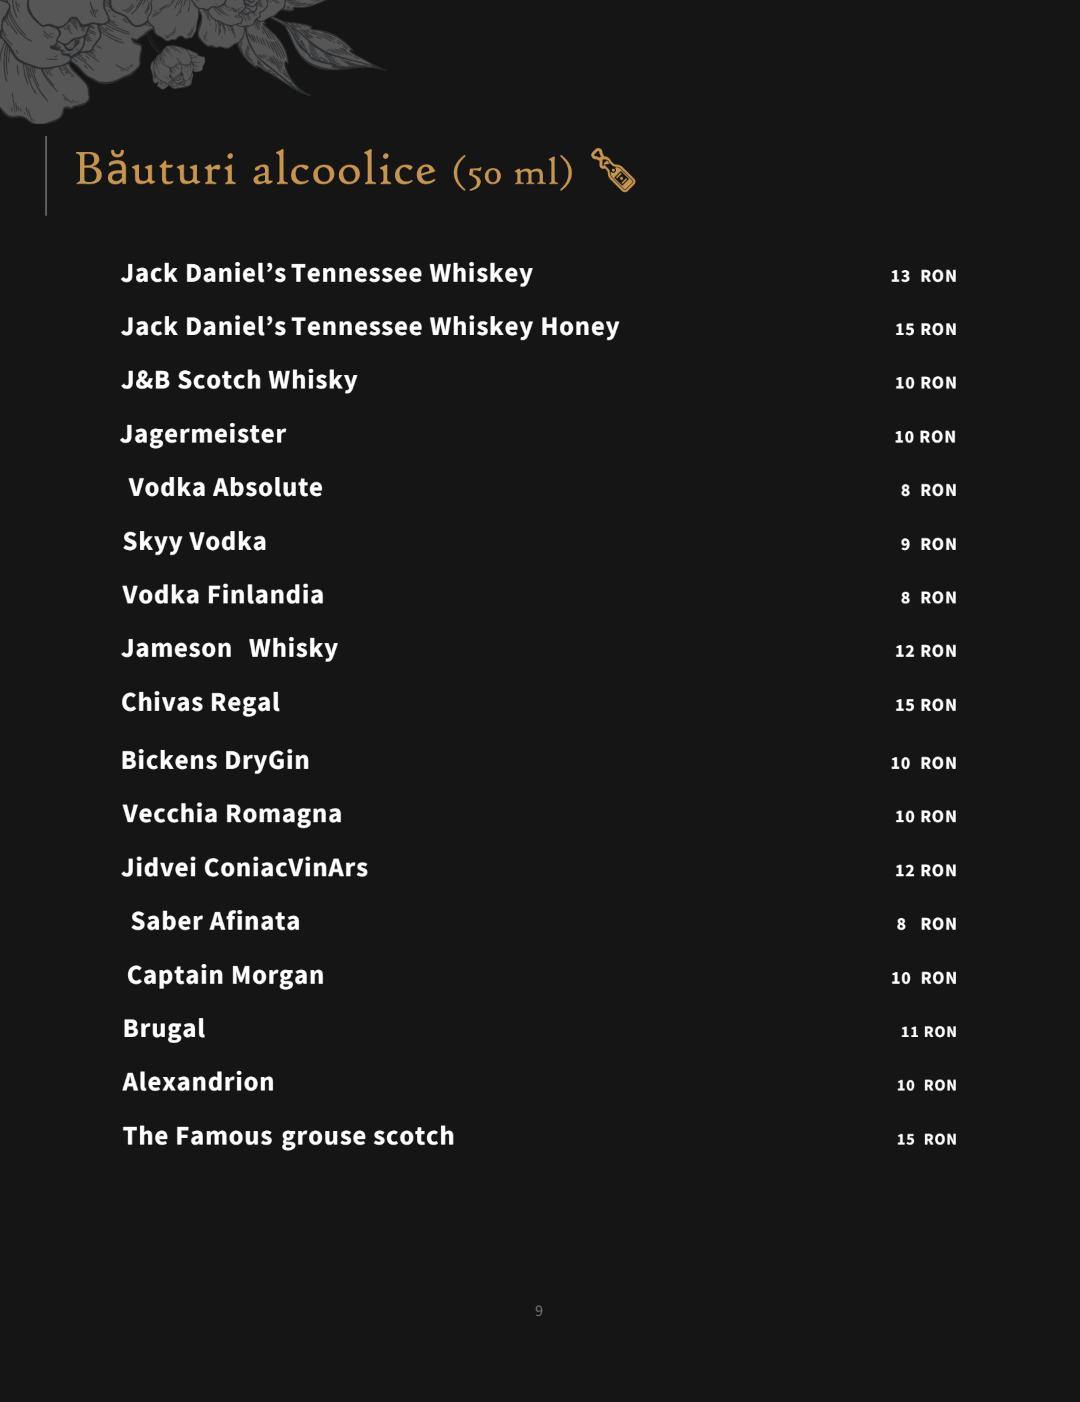 Băuturi alcoolice (50 ml)
Jack Daniel’s Tennessee Whiskey 13 RON
Jack Daniel’s Tennessee Whiskey Honey 15 RON
J&B Scotch Whisky 10 RON
Jagermeister 10 RON
Vodka Absolute 8 RON
Skyy Vodka 9 RON
Vodka Finlandia 8 RON
Jameson Whisky 12 RON
Chivas Regal 15 RON
Bickens DryGin 10 RON
Vecchia Romagna 10 RON
Jidvei ConiacVinArs 12 RON
Saber Afinata 8 RON
Captain Morgan 10 RON
Brugal 11 RON
Alexandrion 10 RON
The Famous grouse scotch 15 RON
9